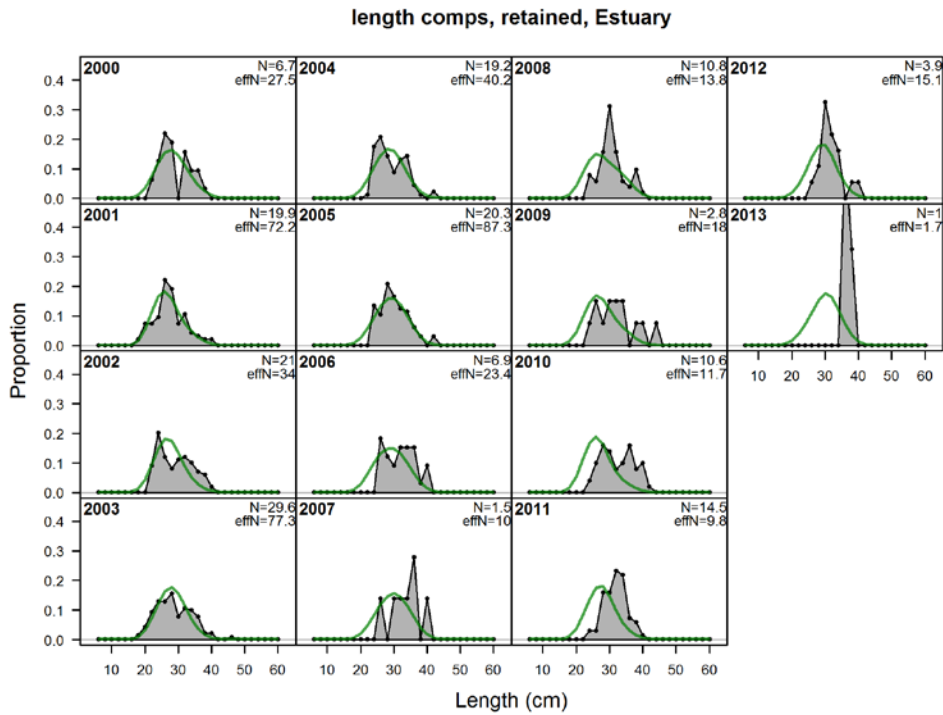 length comps, retained, Estuary
2000 N=6.7 effN=27.5
2004 N=19.2 effN=40.2
2008 N=10.8 effN=13.8
2012 N=3.9 effN=15.1
0.4
0.3
0.2
0.1
0.0
2001 N=19.9 effN=72.2
2005 N=20.3 effN=87.3
2009 N=2.8 effN=18
2013 N=1 effN=1.7
0.4
0.3
0.2
0.1
0.0
10 20 30 40 50 60
2002 N=21 effN=34
2006 N=6.9 effN=23.4
2010 N=10.6 effN=11.7
0.4
0.3
0.2
0.1
0.0
2003 N=29.6 effN=77.3
2007 N=1.5 effN=10
2011 N=14.5 effN=9.8
0.4
0.3
0.2
0.1
0.0
10 20 30 40 50 60
10 20 30 40 50 60
10 20 30 40 50 60
Proportion
Length (cm)